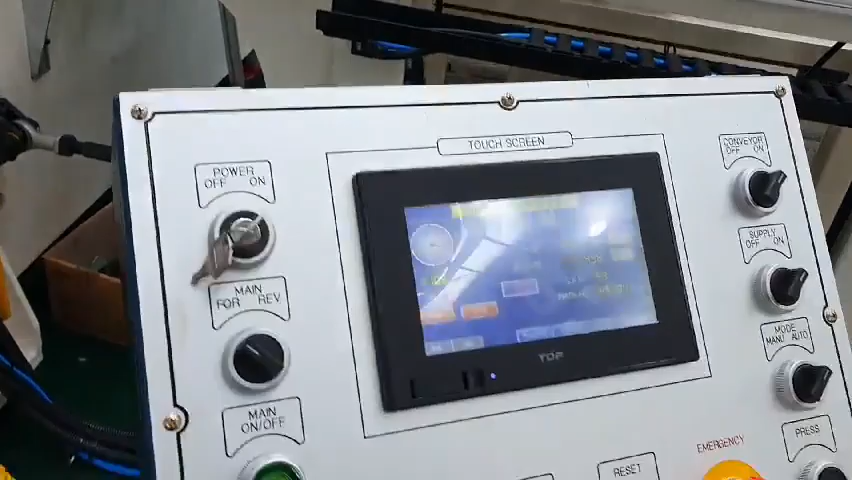 TOUCH SCREEN
POWER
OFF ON
MAIN
FOR REV
MAIN
ON/OFF
CONVEYOR
OFF ON
SUPPLY
OFF ON
MODE
MANU AUTO
PRESS
EMERGENCY
RESET
TOP